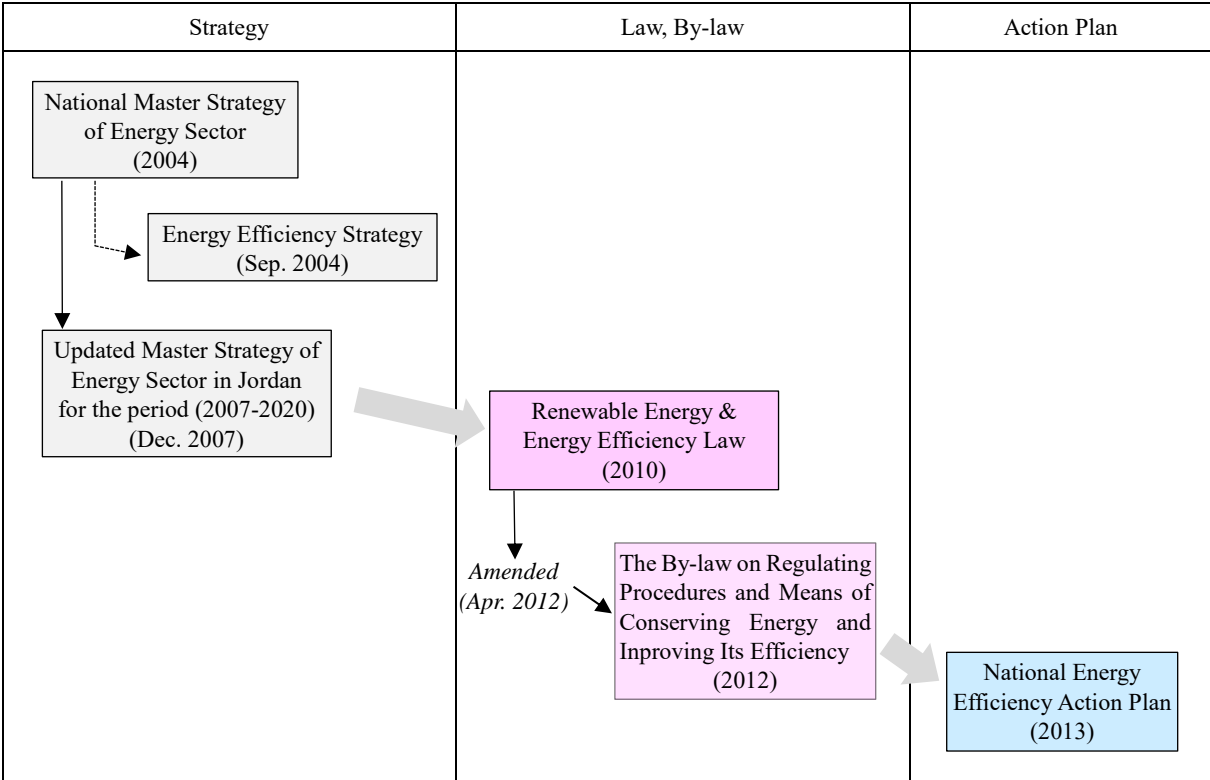 Strategy
Law, By-law
Action Plan
National Master Strategy
of Energy Sector
(2004)
Energy Efficiency Strategy
(Sep. 2004)
Updated Master Strategy of
Energy Sector in Jordan
for the period (2007-2020)
(Dec. 2007)
Renewable Energy &
Energy Efficiency Law
(2010)
Amended
(Apr. 2012)
The By-law on Regulating
Procedures and Means of
Conserving Energy and
Inproving Its Efficiency
(2012)
National Energy
Efficiency Action Plan
(2013)